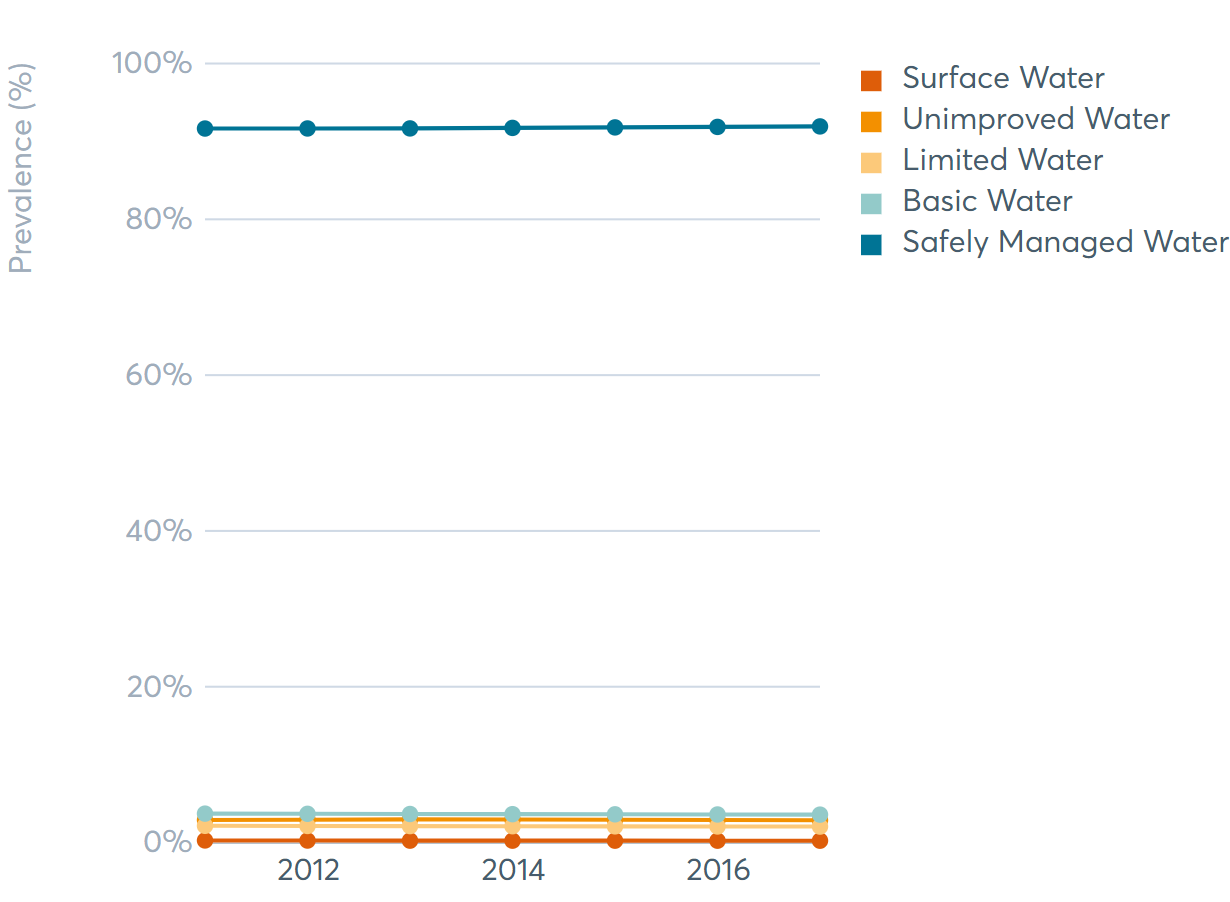 Prevalence (%)
100%
80%
60%
40%
20%
0%
2012
2014
2016
Surface Water
Unimproved Water
Limited Water
Basic Water
Safely Managed Water